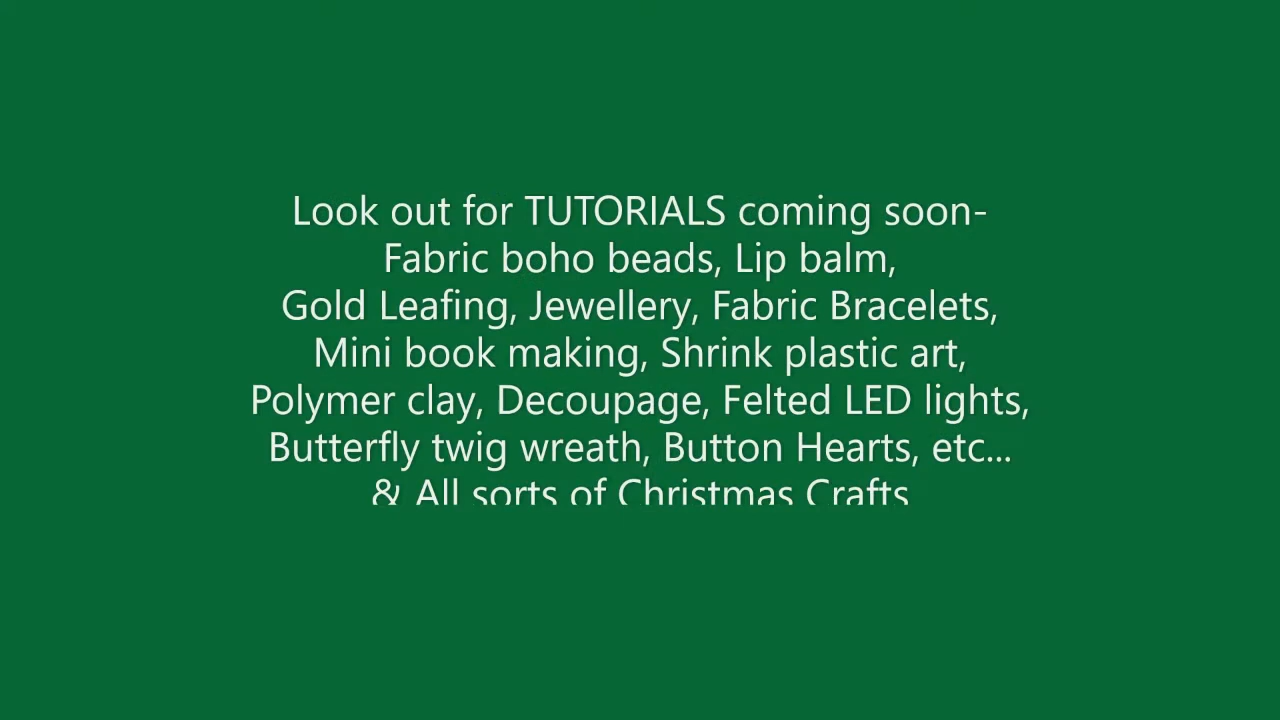 Look out for TUTORIALS coming soon-
Fabric boho beads, Lip balm,
Gold Leafing, Jewellery, Fabric Bracelets,
Mini book making, Shrink plastic art,
Polymer clay, Decoupage, Felted LED lights,
Butterfly twig wreath, Button Hearts, etc...
& All sorts of Christmas Crafts